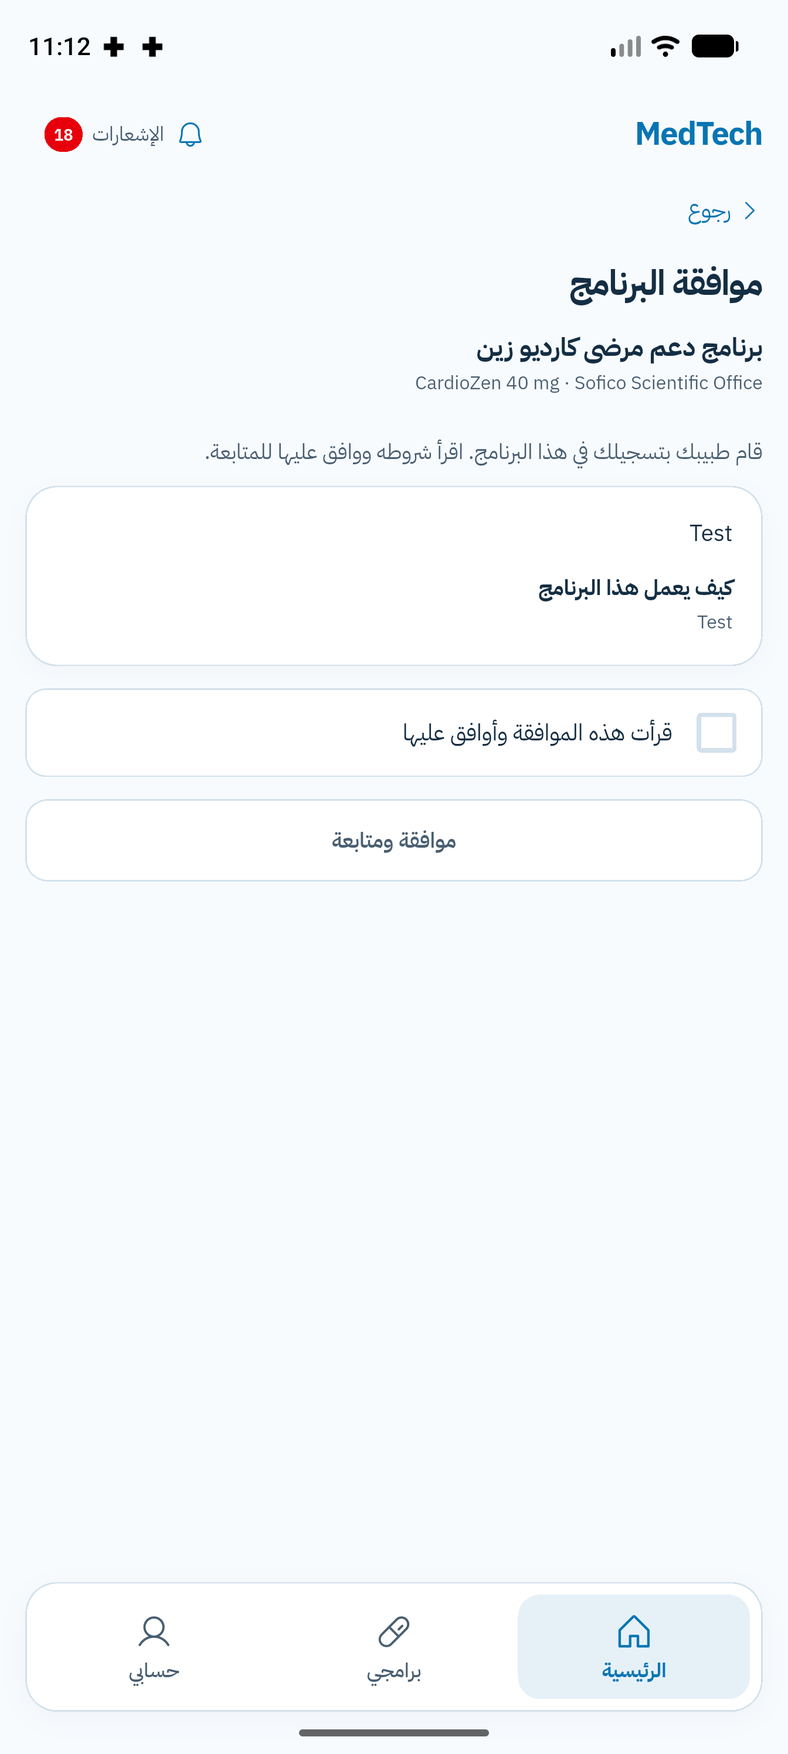 11:12
MedTech
الإشعارات 18
رجوع
موافقة البرنامج
برنامج دعم مرضى كارديو زين
CardioZen 40 mg · Sofico Scientific Office
قام طبيبك بتسجيلك في هذا البرنامج. اقرأ شروطه ووافق عليها للمتابعة.
Test
كيف يعمل هذا البرنامج
Test
قرأت هذه الموافقة وأوافق عليها
موافقة ومتابعة
الرئيسية
برامجي
حسابي